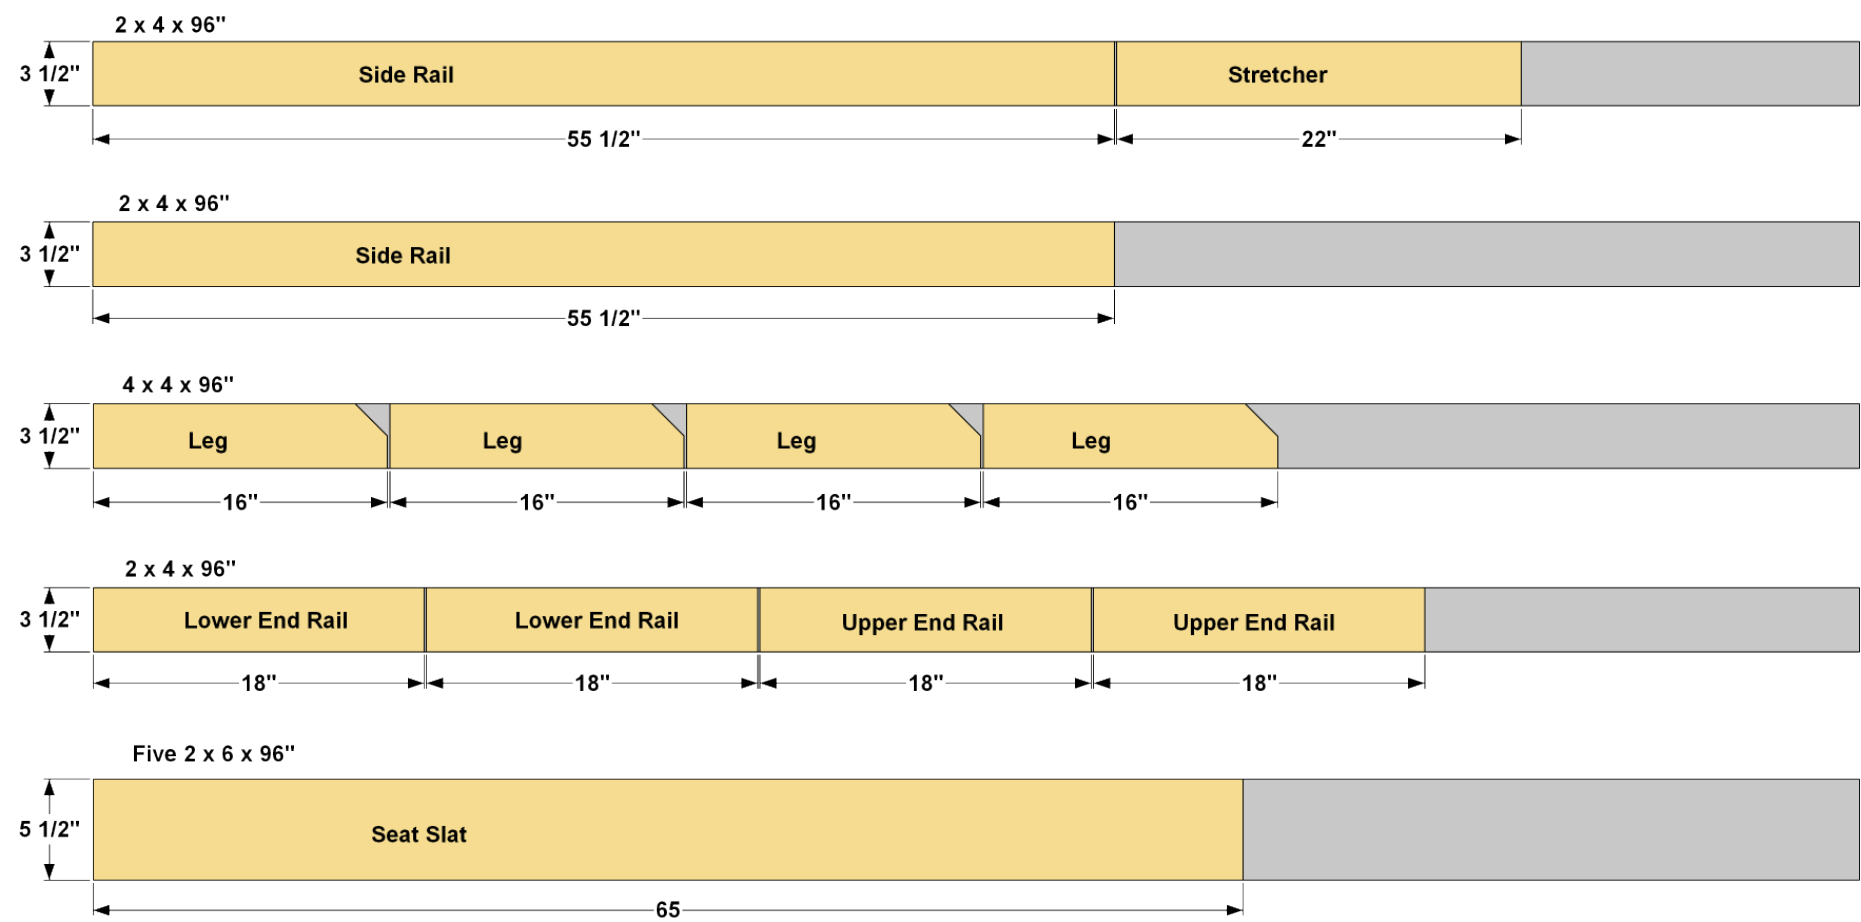 2 x 4 x 96"
3 1/2"
Side Rail
Stretcher
55 1/2"
22"
2 x 4 x 96"
3 1/2"
Side Rail
55 1/2"
4 x 4 x 96"
3 1/2"
Leg
Leg
Leg
Leg
16"
16"
16"
16"
2 x 4 x 96"
3 1/2"
Lower End Rail
Lower End Rail
Upper End Rail
Upper End Rail
18"
18"
18"
18"
Five 2 x 6 x 96"
5 1/2"
Seat Slat
65